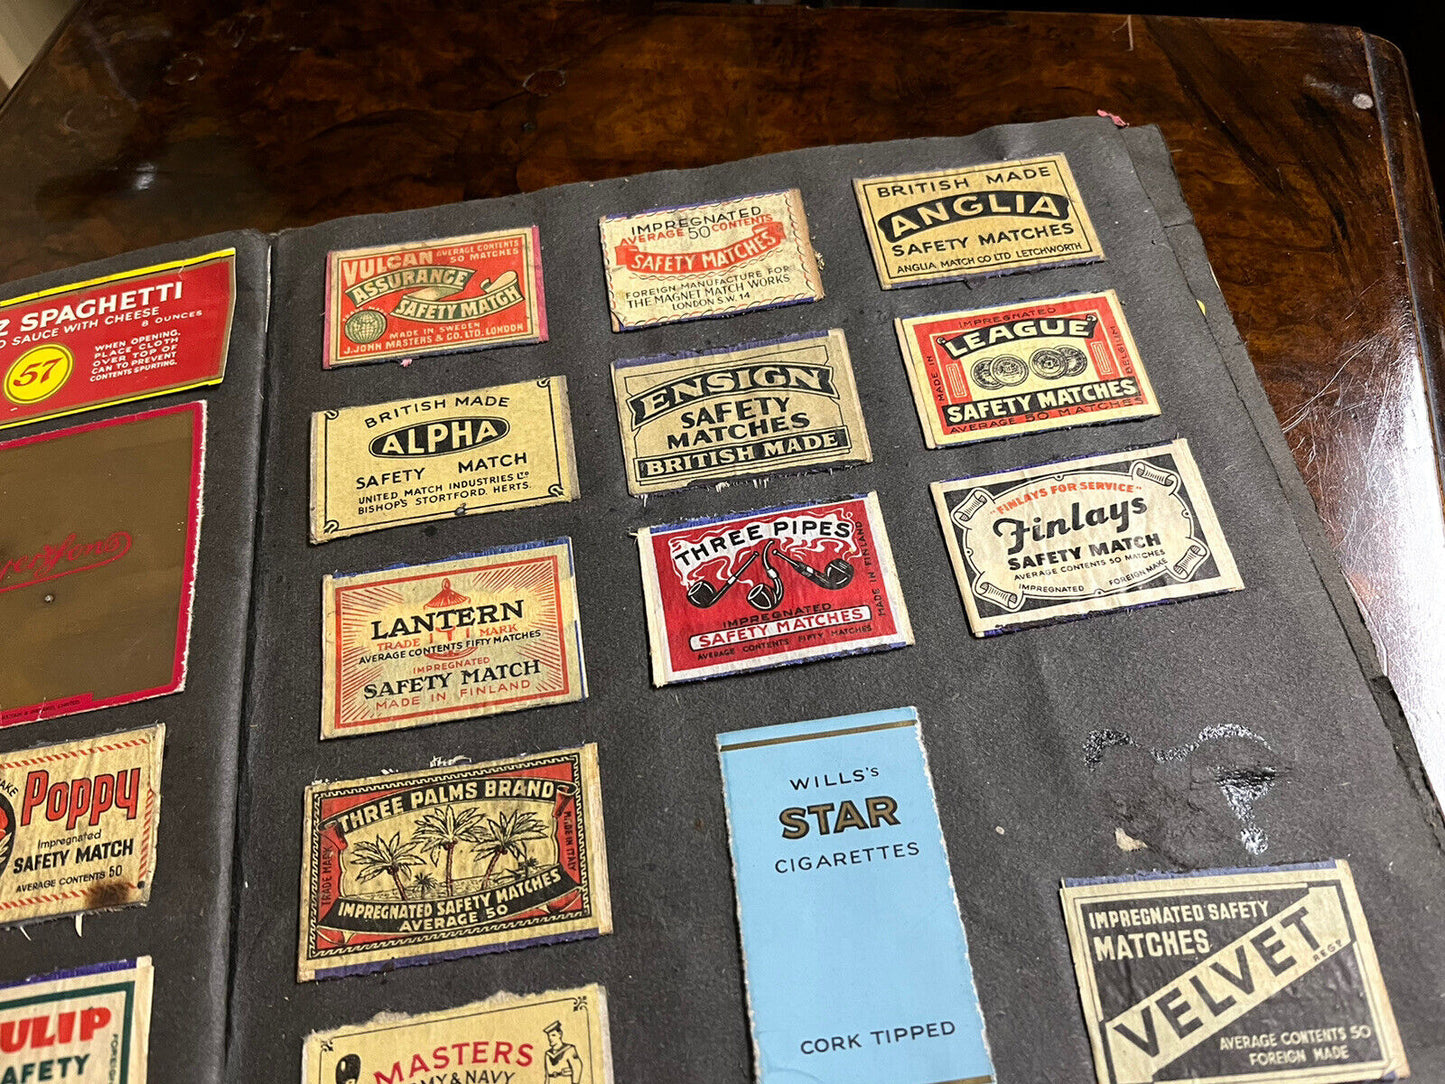 Z SPAGHETTI
SAUCE WITH CHEESE
8 OUNCES
57
WHEN OPENING.
PLACE CLOTH
OVER TOP OF
CAN TO PREVENT
CONTENTS SPURTING.
Poppy
Impregnated
SAFETY MATCH
AVERAGE CONTENTS 50
ULIP
AFETY
VULCAN
AVERAGE CONTENTS
50 MATCHES
ASSURANCE
SAFETY MATCH
MADE IN SWEDEN
J. JOHN MASTERS & CO. LTD. LONDON
BRITISH MADE
ALPHA
SAFETY MATCH
UNITED MATCH INDUSTRIES LTD
BISHOP'S STORTFORD. HERTS.
LANTERN
TRADE MARK
AVERAGE CONTENTS FIFTY MATCHES
IMPREGNATED
SAFETY MATCH
MADE IN FINLAND
THREE PALMS BRAND
TRADE MARK
M. DE IN ITALY
IMPREGNATED SAFETY MATCHES
AVERAGE 50
MASTERS
MY & NAVY
IMPREGNATED
AVERAGE 50 CONTENTS
SAFETY MATCHES
FOREIGN MANUFACTURE FOR
THE MAGNET MATCH WORKS
LONDON S.W. 14
ENSIGN
SAFETY
MATCHES
BRITISH MADE
THREE PIPES
MADE IN FINLAND
IMPREGNATED
SAFETY MATCHES
AVERAGE CONTENTS FIFTY MATCHES
WILLS's
STAR
CIGARETTES
CORK TIPPED
BRITISH MADE
ANGLIA
SAFETY MATCHES
ANGLIA MATCH CO LTD LETCHWORTH
IMPREGNATED
"LEAGUE"
MADE IN
BELGIUM
SAFETY MATCHES
AVERAGE 50 MATCHES
"FINLAYS FOR SERVICE"
Finlays
SAFETY MATCH
AVERAGE CONTENTS 50 MATCHES
IMPREGNATED FOREIGN MAKE
IMPREGNATED SAFETY
MATCHES
VELVET
REGD
AVERAGE CONTENTS 50
FOREIGN MADE